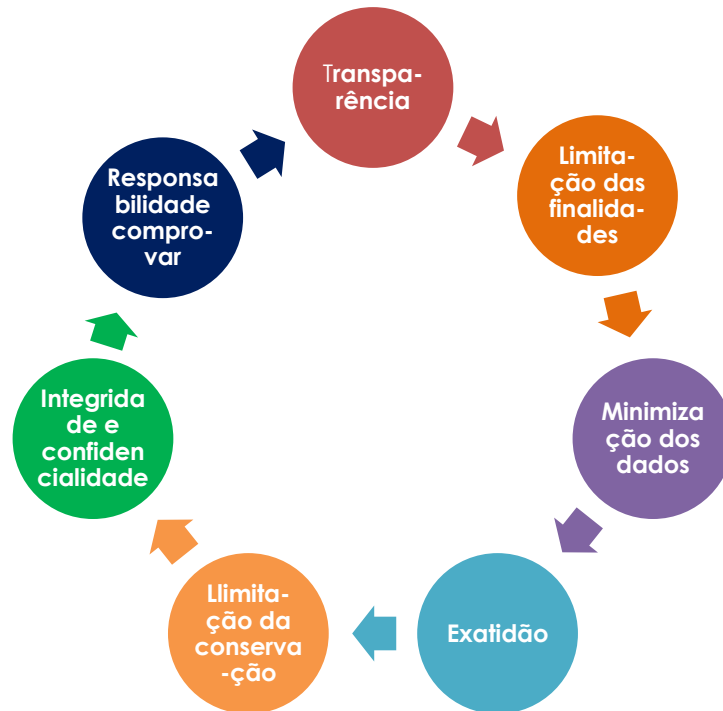 Transpa-
rência
Limita-
ção das
finalida-
des
Minimiza
ção dos
dados
Exatidão
Llimita-
ção da
conserva
-ção
Integrida
de e
confiden
cialidade
Responsa
bilidade
compro-
var